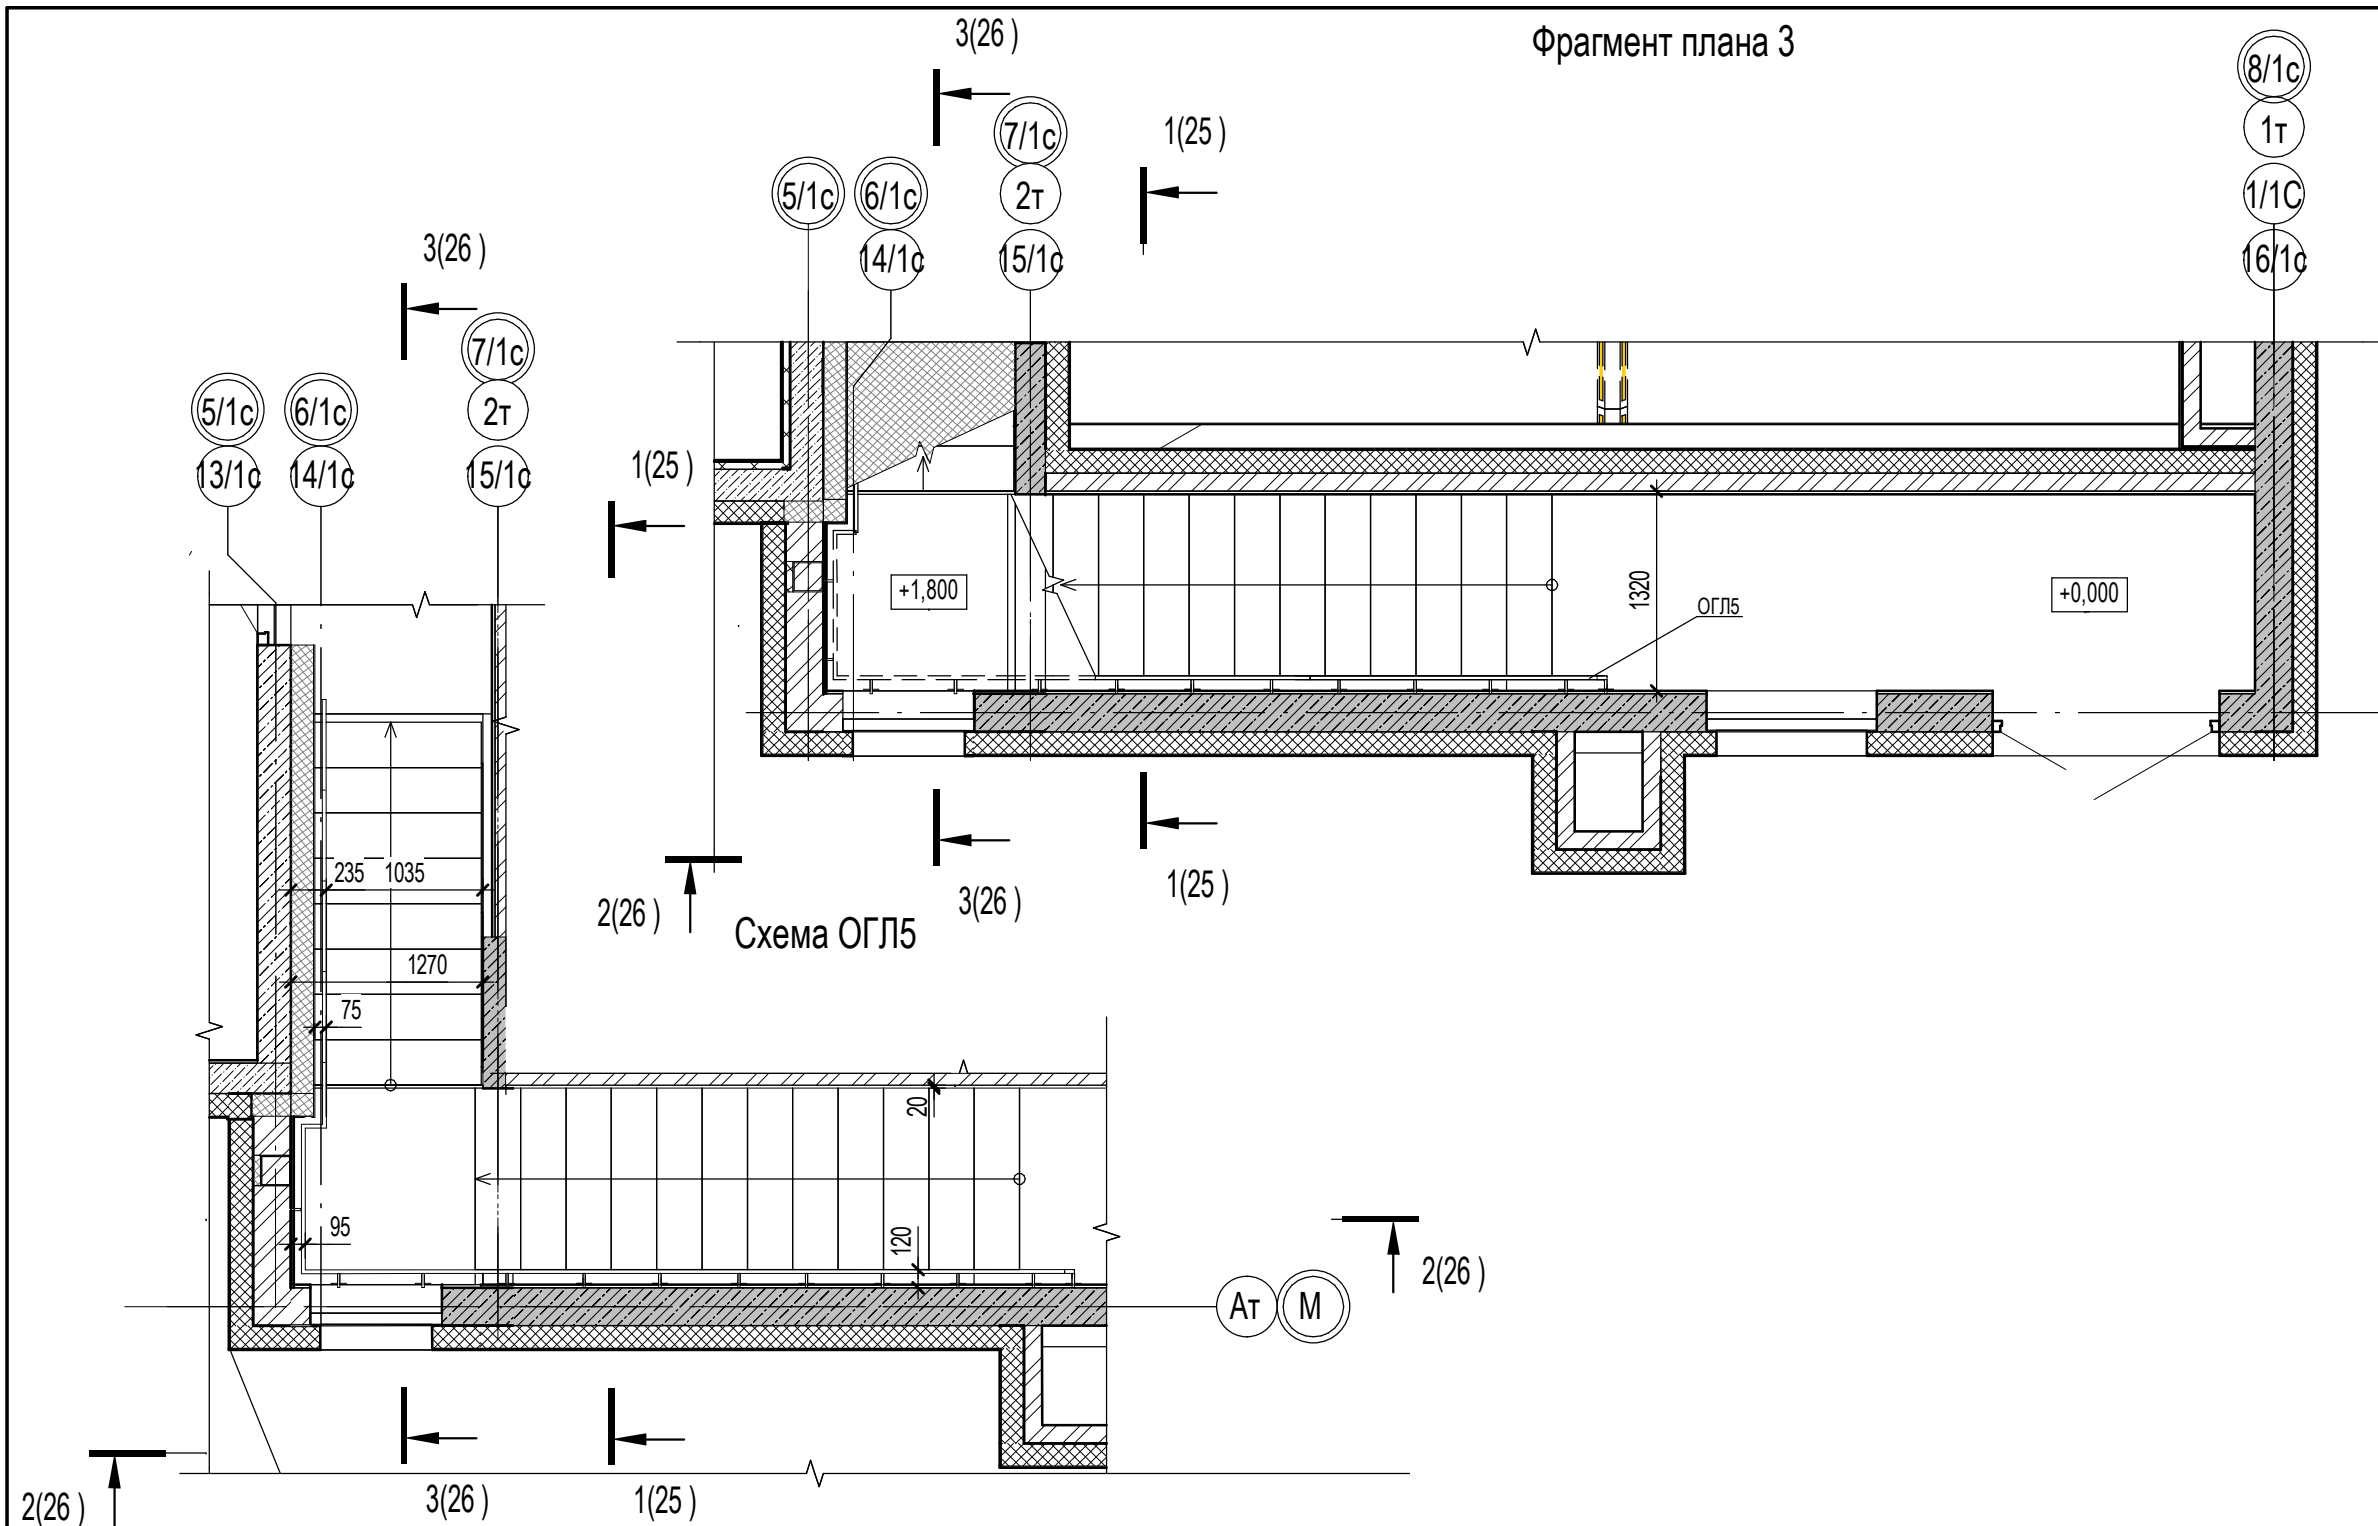 Фрагмент плана 3
3(26 )
8/1с
1т
1/1С
16/1с
7/1с
2т
15/1с
1(25 )
5/1с
6/1с
14/1с
3(26 )
7/1с
2т
15/1с
5/1с
13/1с
6/1с
14/1с
1(25 )
+1,800
1320
ОГЛ5
+0,000
1(25 )
3(26 )
2(26 )
Схема ОГЛ5
235
1035
1270
75
20
120
95
2(26 )
Ат
М
3(26 )
1(25 )
2(26 )